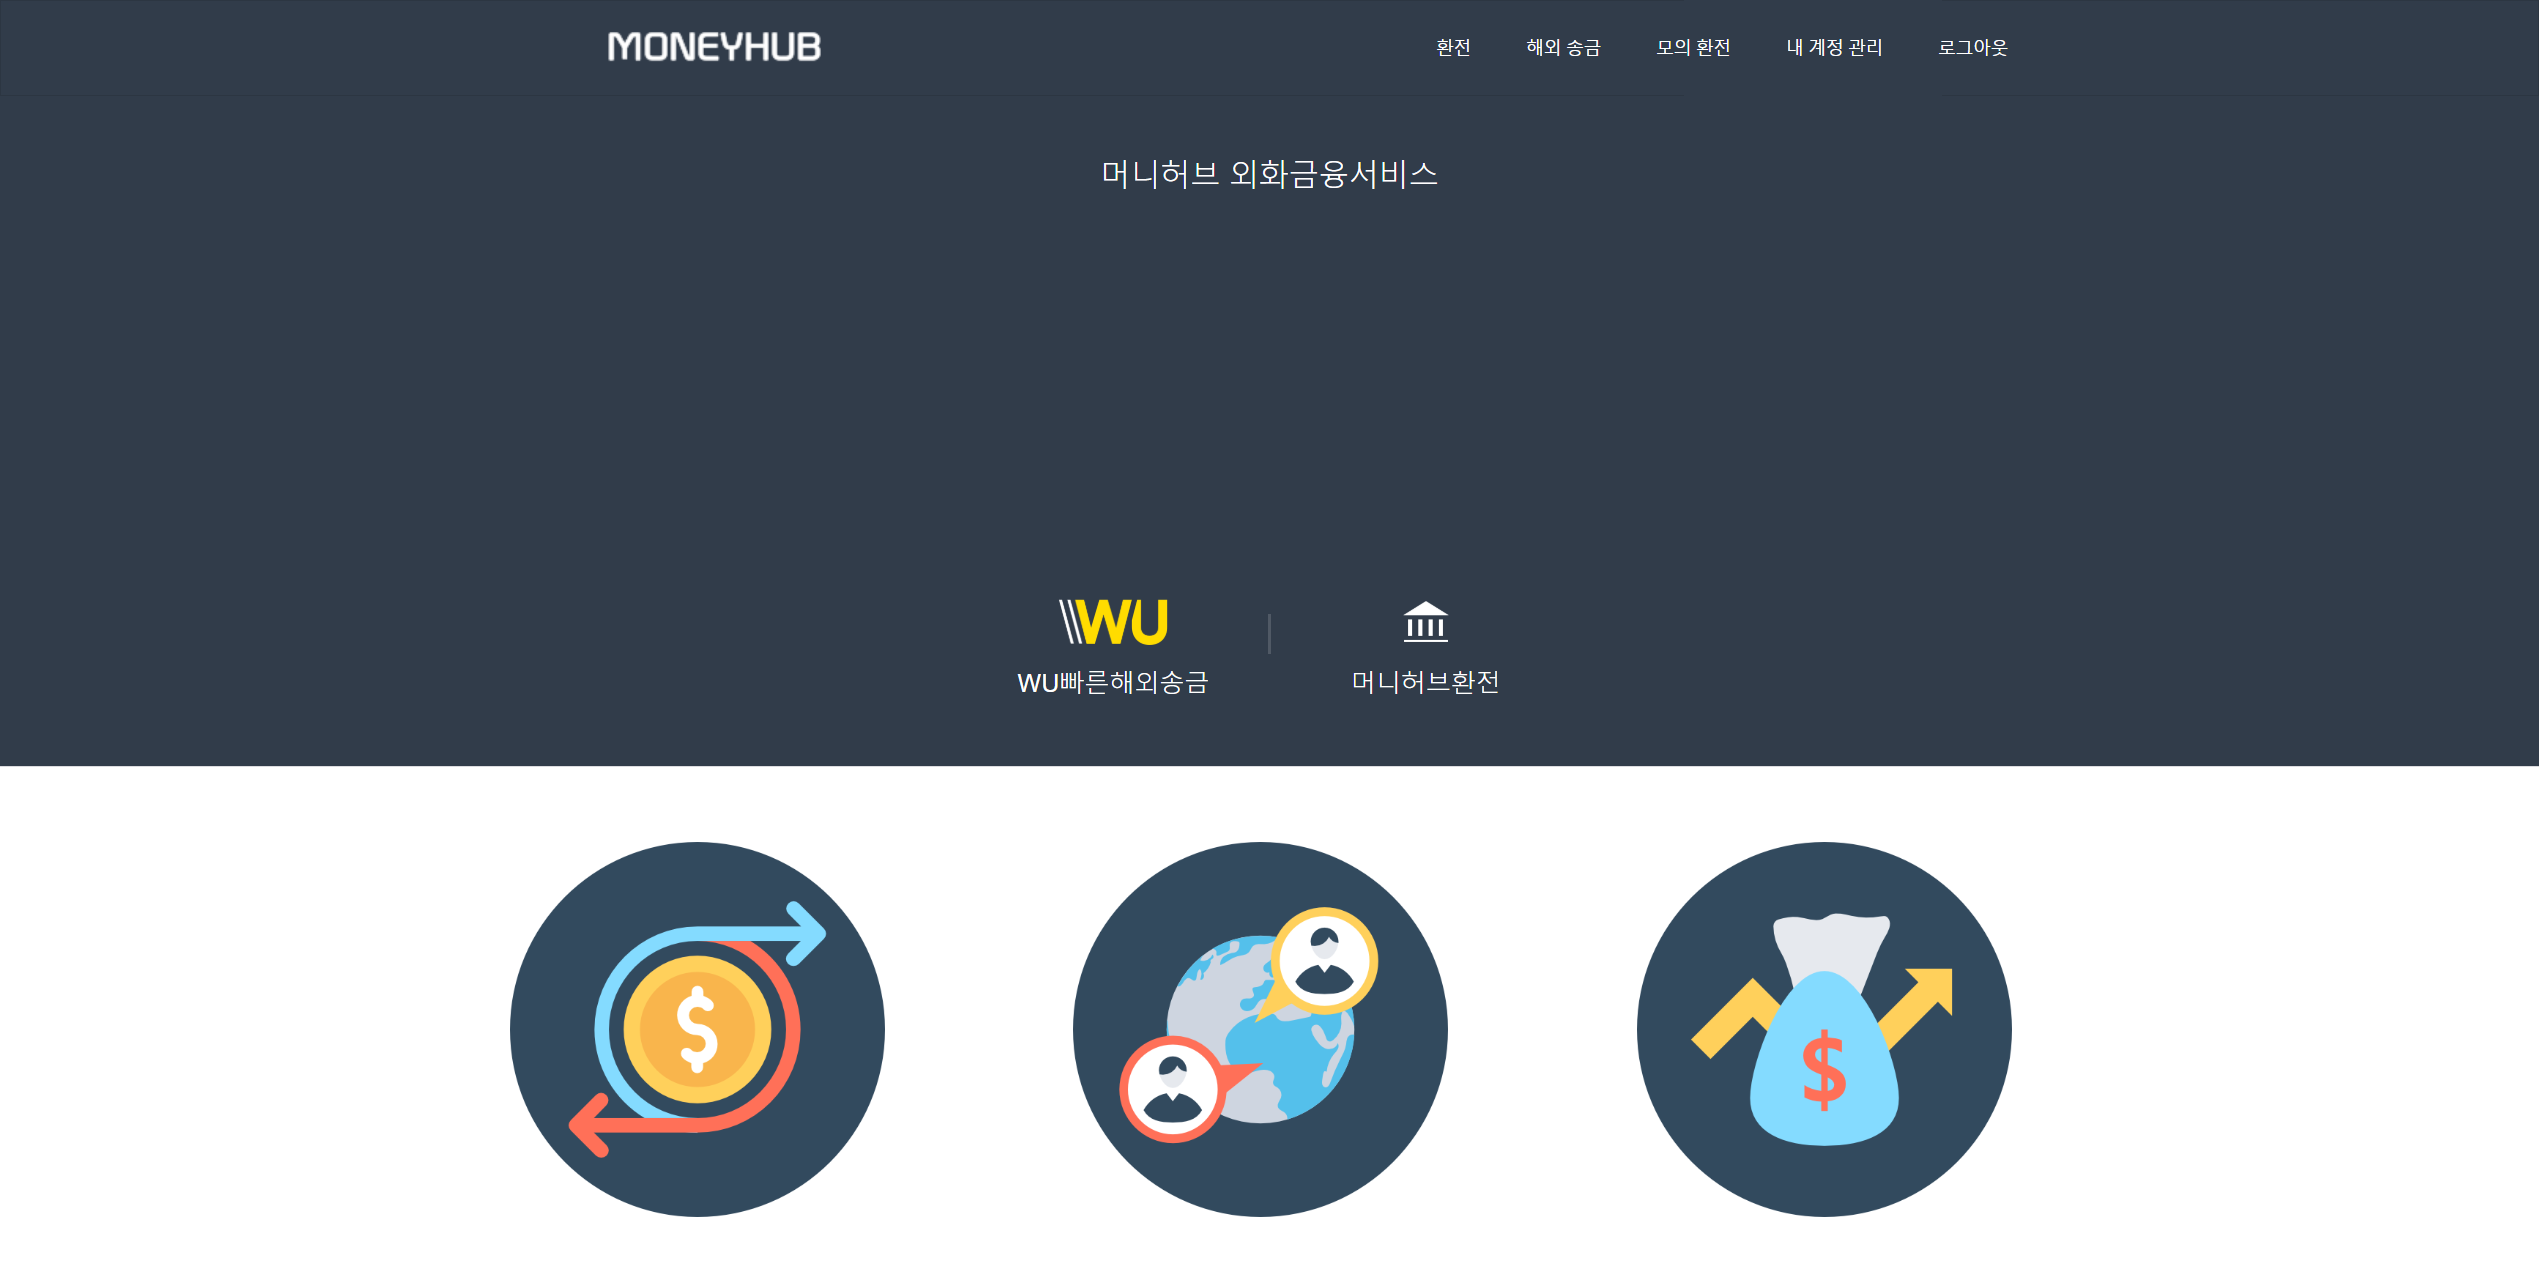 MONEYHUB
환전 해외 송금 모의 환전 내 계정 관리 로그아웃
머니허브 외화금융서비스
WU
WU빠른해외송금 머니허브환전
$ $